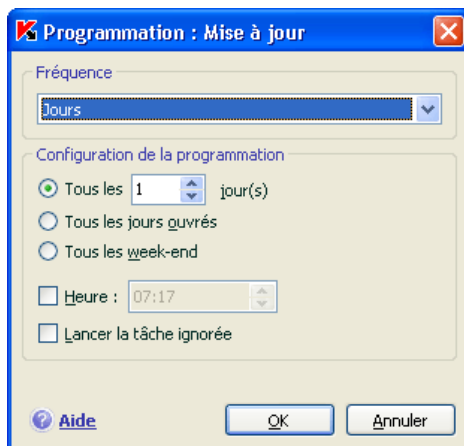 Programmation : Mise à jour
Fréquence
Jours
Configuration de la programmation
Tous les 1 jour(s)
Tous les jours ouvrés
Tous les week-end
Heure : 07:17
Lancer la tâche ignorée
Aide OK Annuler